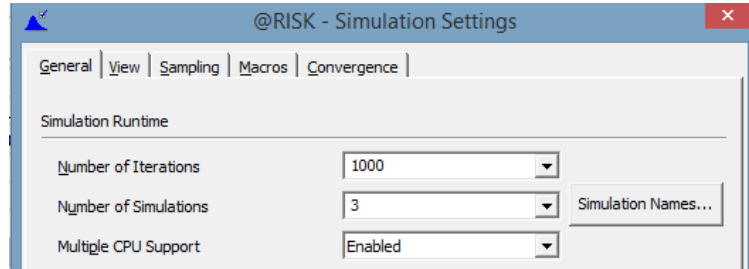 @RISK - Simulation Settings
General View Sampling Macros Convergence
Simulation Runtime
Number of Iterations 1000
Number of Simulations 3 Simulation Names...
Multiple CPU Support Enabled